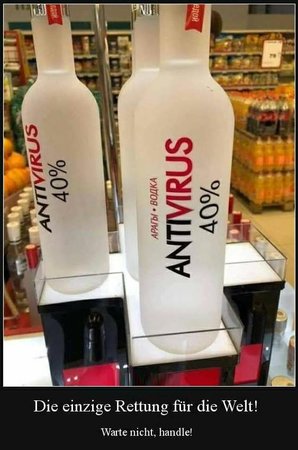 ANTIVIRUS
40%
АРАҒЫ • ВОДКА
ANTIVIRUS
40%
Die einzige Rettung für die Welt!
Warte nicht, handle!